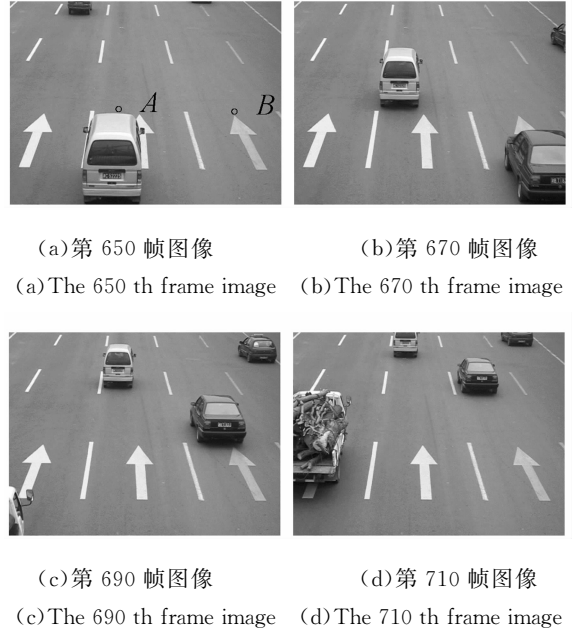 A
B
(a)第 650 帧图像
(b)第 670 帧图像
(a)The 650 th frame image
(b)The 670 th frame image
(c)第 690 帧图像
(d)第 710 帧图像
(c)The 690 th frame image
(d)The 710 th frame image